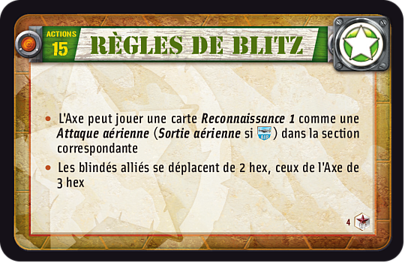 ACTIONS
15
RÈGLES DE BLITZ
• L'Axe peut jouer une carte Reconnaissance 1 comme une
Attaque aérienne (Sortie aérienne si ) dans la section
correspondante
• Les blindés alliés se déplacent de 2 hex, ceux de l'Axe de
3 hex
4